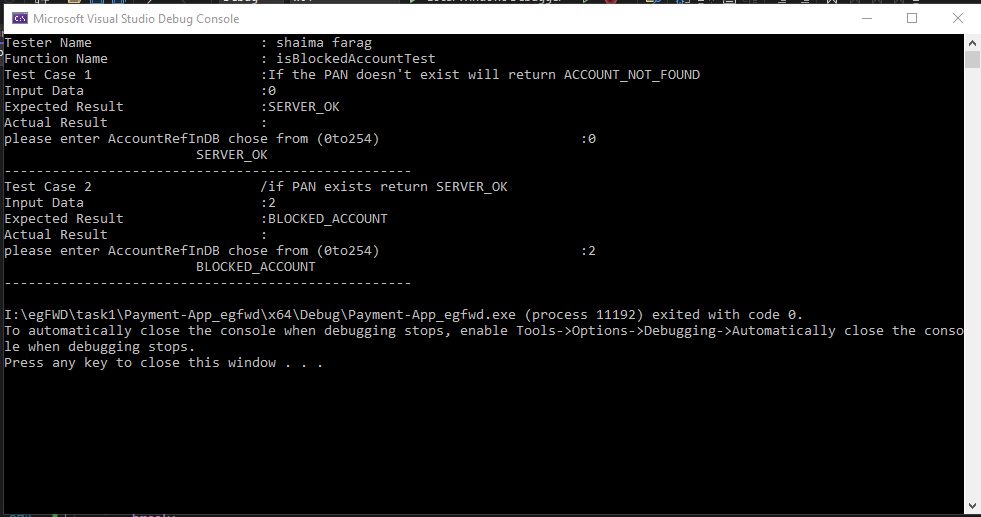 Microsoft Visual Studio Debug Console
Tester Name : shaima farag
Function Name : isBlockedAccountTest
Test Case 1 :If the PAN doesn't exist will return ACCOUNT_NOT_FOUND
Input Data :0
Expected Result :SERVER_OK
Actual Result :
please enter AccountRefInDB chose from (0to254) :0
SERVER_OK
---------------------------------------------------
Test Case 2 /if PAN exists return SERVER_OK
Input Data :2
Expected Result :BLOCKED_ACCOUNT
Actual Result :
please enter AccountRefInDB chose from (0to254) :2
BLOCKED_ACCOUNT
---------------------------------------------------
I:\egFWD\task1\Payment-App_egfwd\x64\Debug\Payment-App_egfwd.exe (process 11192) exited with code 0.
To automatically close the console when debugging stops, enable Tools->Options->Debugging->Automatically close the conso
le when debugging stops.
Press any key to close this window . . .